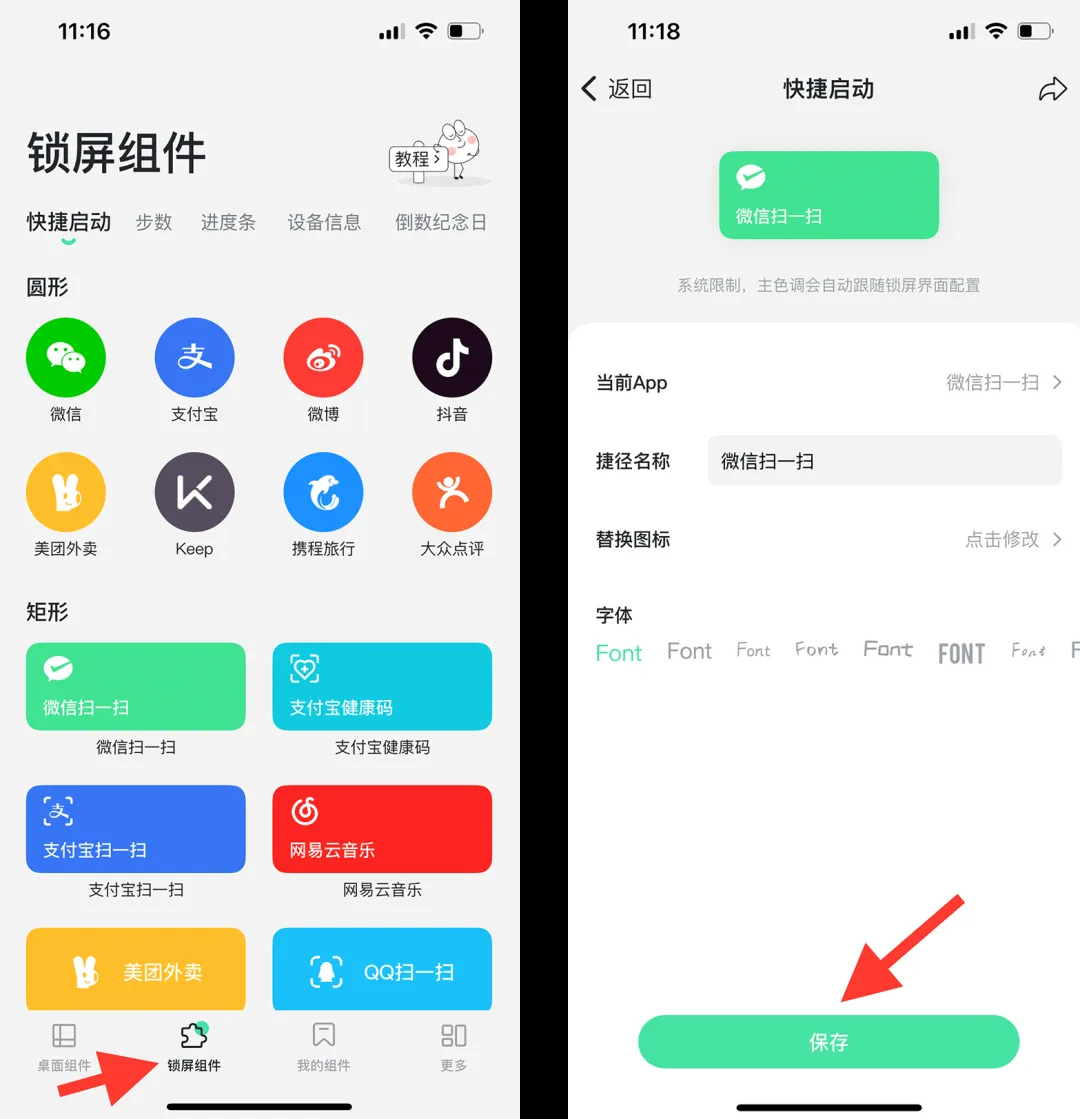 11:16
锁屏组件
教程>
快捷启动 步数 进度条 设备信息 倒数纪念日
圆形
支
微信 支付宝 微博 抖音
美团外卖 Keep 携程旅行 大众点评
矩形
微信扫一扫 支付宝健康码
微信扫一扫 支付宝健康码
支
支付宝扫一扫 网易云音乐
支付宝扫一扫 网易云音乐
美团外卖 QQ扫一扫
桌面组件 锁屏组件 我的组件 更多
11:18
返回 快捷启动
微信扫一扫
系统限制，主色调会自动跟随锁屏界面配置
当前App 微信扫一扫
捷径名称 微信扫一扫
替换图标 点击修改
字体
Font Font Font Font Font FONT Font F
保存